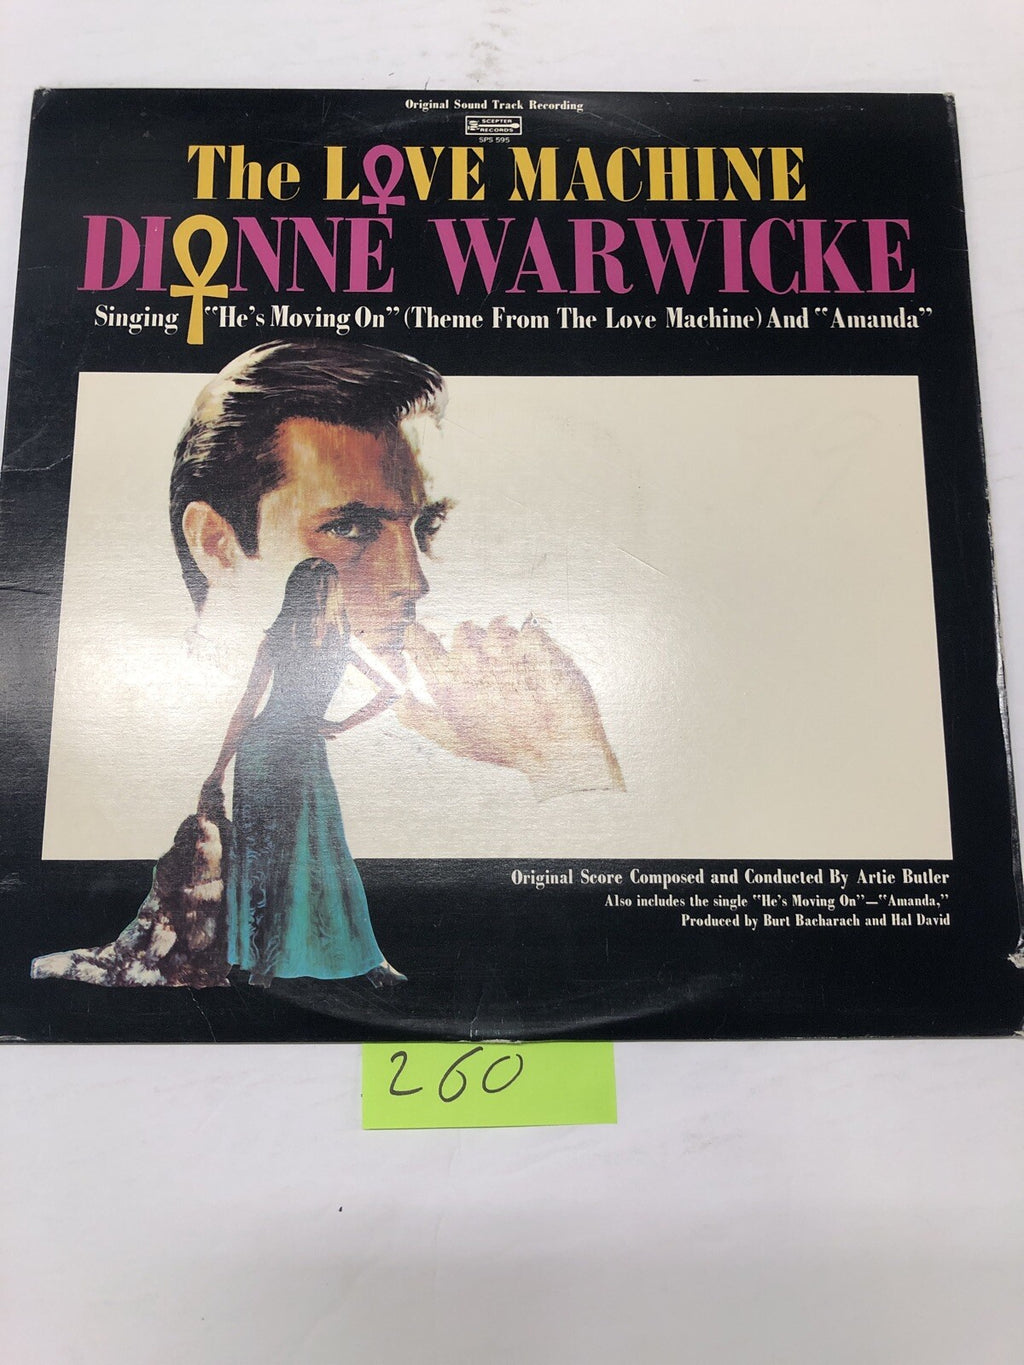 Original Sound Track Recording
SCEPTER
RECORDS
SPS 595
The LOVE MACHINE
DIONNE WARWICKE
Singing "He's Moving On" (Theme From The Love Machine) And "Amanda"
Original Score Composed and Conducted By Artie Butler
Also includes the single "He's Moving On"—"Amanda,"
Produced by Burt Bacharach and Hal David
260